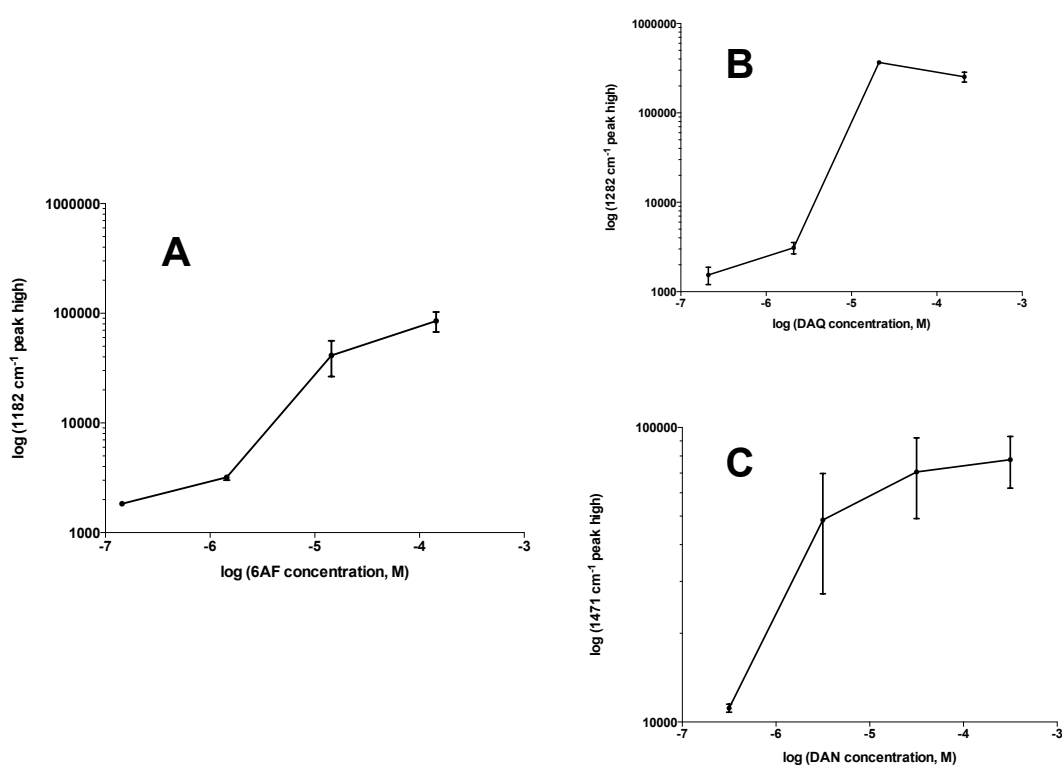 A
1000000
100000
10000
1000
-7 -6 -5 -4 -3
log (6AF concentration, M)
log (1182 cm⁻¹ peak high)
B
1000000
100000
10000
1000
-7 -6 -5 -4 -3
log (DAQ concentration, M)
log (1282 cm⁻¹ peak high)
C
100000
10000
-7 -6 -5 -4 -3
log (DAN concentration, M)
log (1471 cm⁻¹ peak high)